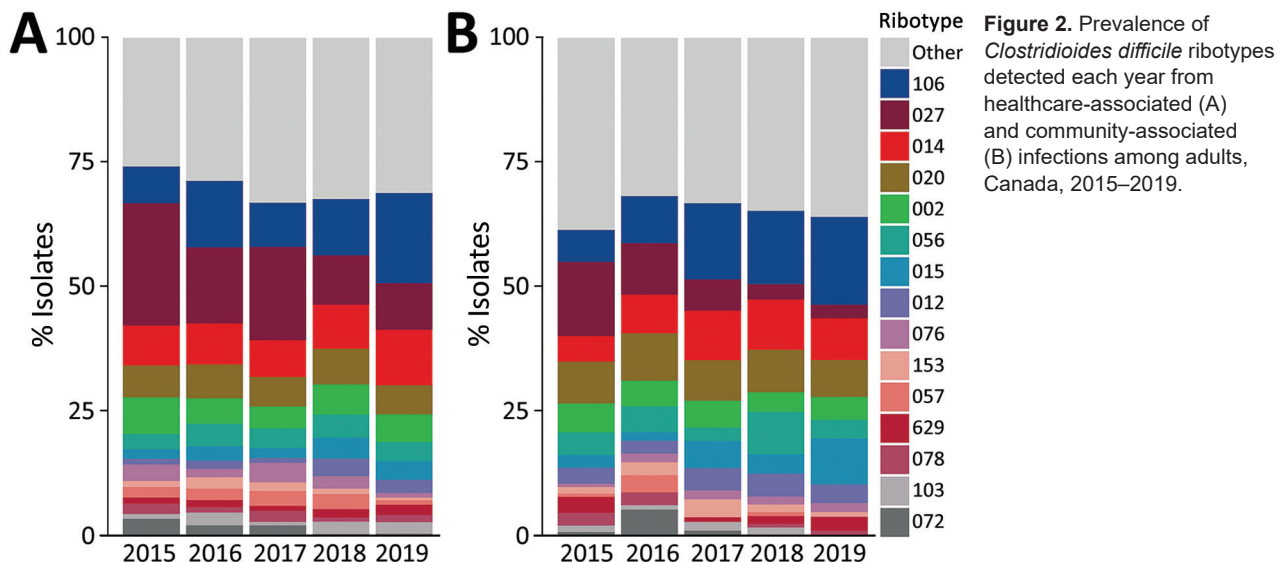 A
100
75
50
25
0
% Isolates
2015 2016 2017 2018 2019
B
100
75
50
25
0
% Isolates
2015 2016 2017 2018 2019
Ribotype
Other
106
027
014
020
002
056
015
012
076
153
057
629
078
103
072
Figure 2. Prevalence of
Clostridioides difficile ribotypes
detected each year from
healthcare-associated (A)
and community-associated
(B) infections among adults,
Canada, 2015–2019.